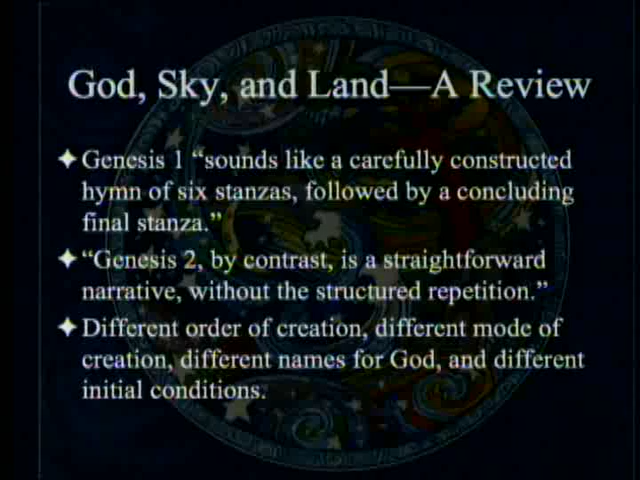 God, Sky, and Land—A Review
Genesis 1 “sounds like a carefully constructed
hymn of six stanzas, followed by a concluding
final stanza.”
“Genesis 2, by contrast, is a straightforward
narrative, without the structured repetition.”
Different order of creation, different mode of
creation, different names for God, and different
initial conditions.